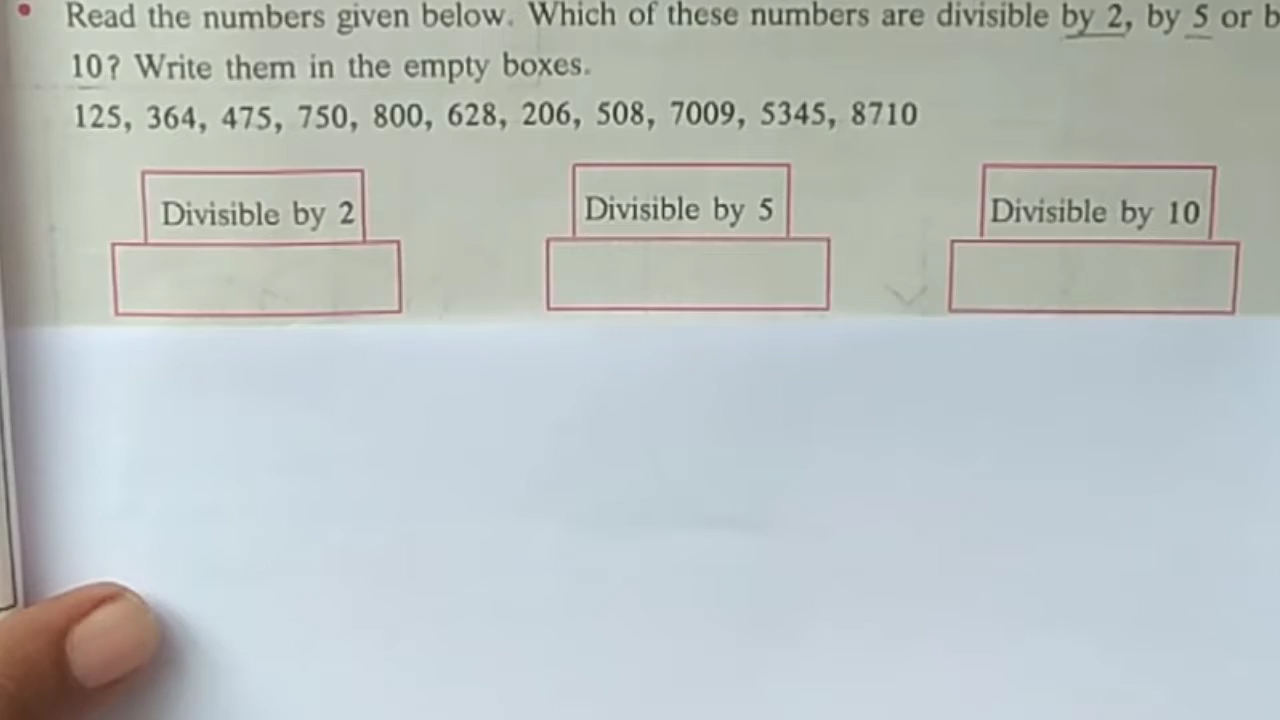 Read the numbers given below. Which of these numbers are divisible by 2, by 5 or
10? Write them in the empty boxes.
125, 364, 475, 750, 800, 628, 206, 508, 7009, 5345, 8710
Divisible by 2
Divisible by 5
Divisible by 10